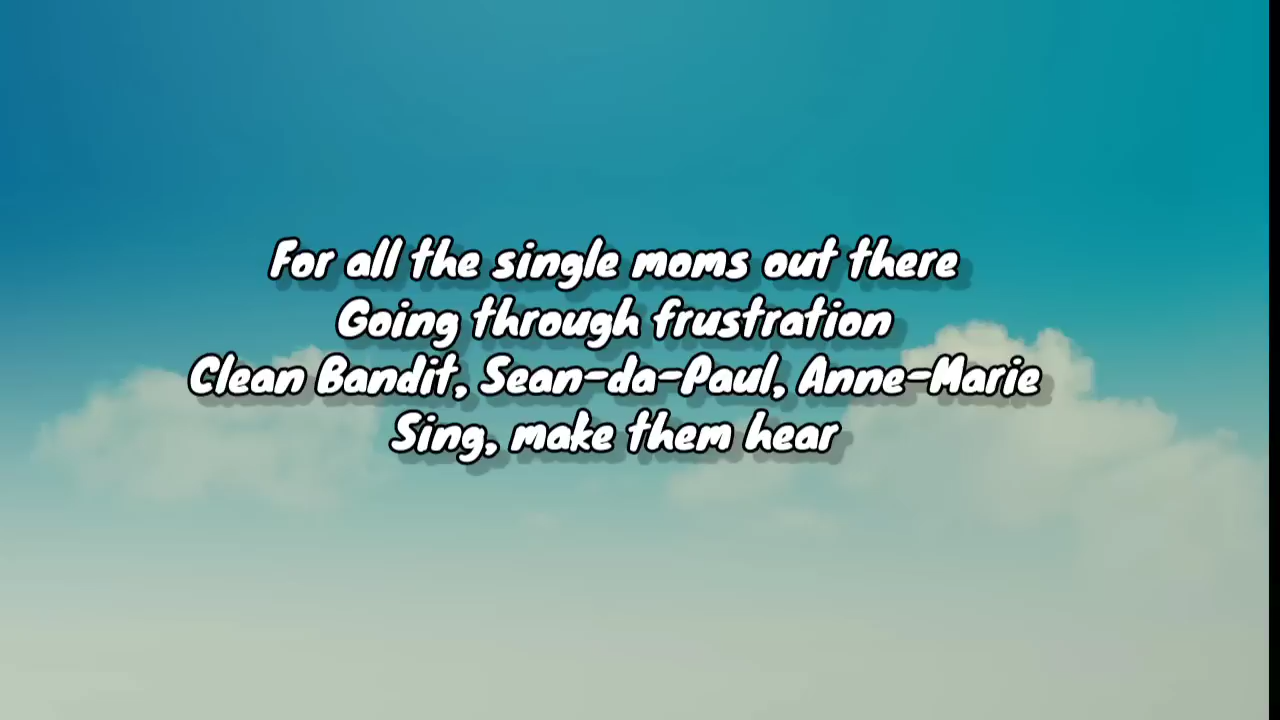 For all the single moms out there
Going through frustration
Clean Bandit, Sean-da-Paul, Anne-Marie
Sing, make them hear